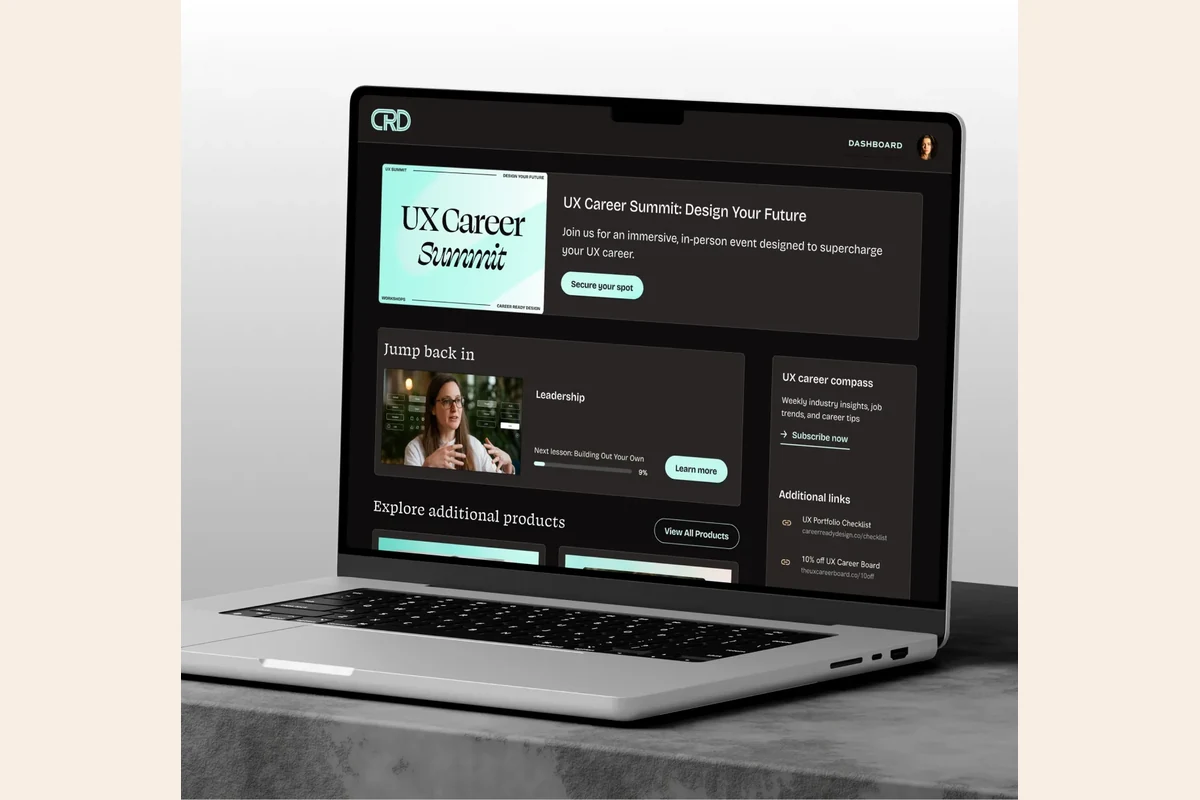 CRD
DASHBOARD
UX SUMMIT
DESIGN YOUR FUTURE
UX Career
Summit
WORKSHOPS
CAREER READY DESIGN
UX Career Summit: Design Your Future
Join us for an immersive, in-person event designed to supercharge
your UX career.
Secure your spot
Jump back in
Leadership
Next lesson: Building Out Your Own
9%
Learn more
Explore additional products
View All Products
UX career compass
Weekly industry insights, job
trends, and career tips
→ Subscribe now
Additional links
UX Portfolio Checklist
careerreadydesign.co/checklist
10% off UX Career Board
theuxcareerboard.co/10off